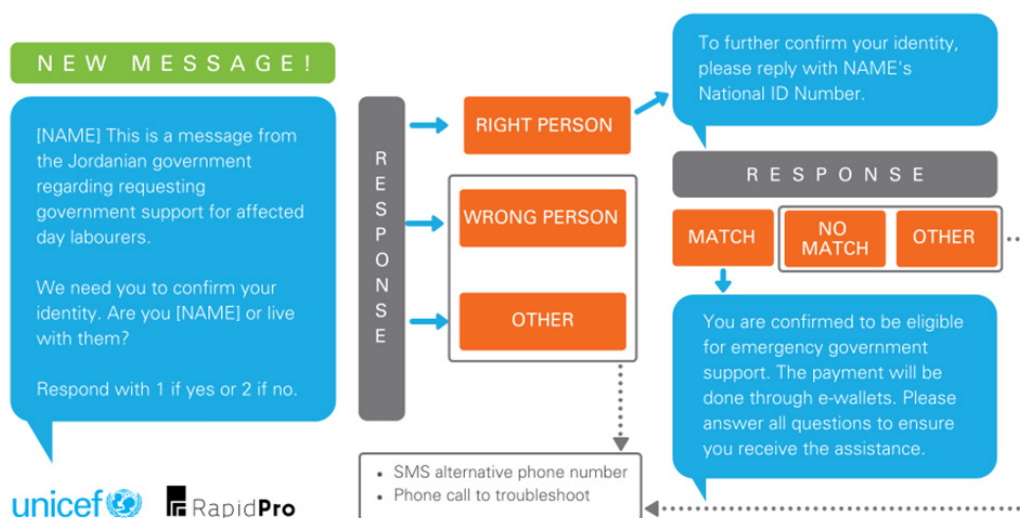 NEW MESSAGE!
[NAME] This is a message from
the Jordanian government
regarding requesting
government support for affected
day labourers.
We need you to confirm your
identity. Are you [NAME] or live
with them?
Respond with 1 if yes or 2 if no.
unicef
RapidPro
RESPONSE
RIGHT PERSON
WRONG PERSON
OTHER
• SMS alternative phone number
• Phone call to troubleshoot
To further confirm your identity,
please reply with NAME's
National ID Number.
RESPONSE
MATCH
NO
MATCH
OTHER
You are confirmed to be eligible
for emergency government
support. The payment will be
done through e-wallets. Please
answer all questions to ensure
you receive the assistance.